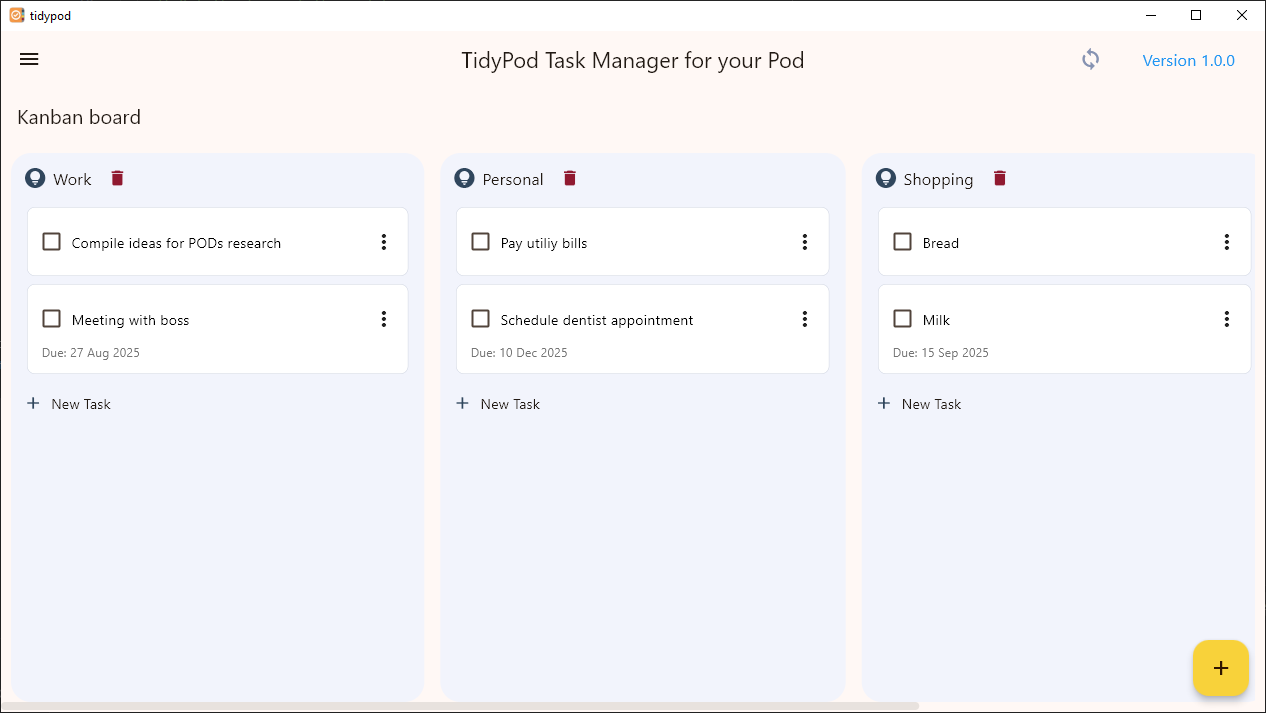 tidypod
TidyPod Task Manager for your Pod
Version 1.0.0
Kanban board
Work
Compile ideas for PODs research
Meeting with boss
Due: 27 Aug 2025
New Task
Personal
Pay utiliy bills
Schedule dentist appointment
Due: 10 Dec 2025
New Task
Shopping
Bread
Milk
Due: 15 Sep 2025
New Task